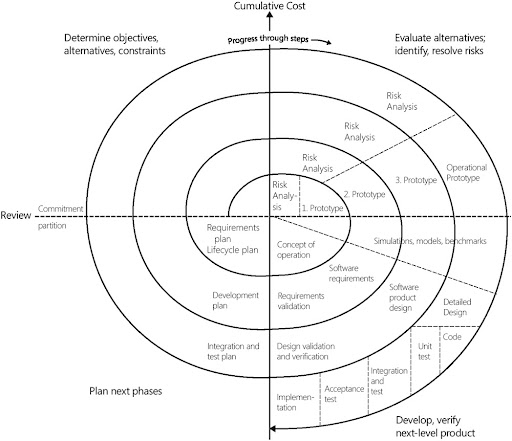 Cumulative Cost
Determine objectives,
alternatives, constraints
Progress through steps
Evaluate alternatives;
identify, resolve risks
Risk
Analysis
Risk
Analysis
Risk
Analysis
Risk
Analy-
sis
1. Prototype
2. Prototype
3. Prototype
Operational
Prototype
Review
Commitment
partition
Requirements
plan
Lifecycle plan
Concept of
operation
Simulations, models, benchmarks
Software
requirements
Development
plan
Requirements
validation
Software
product
design
Detailed
Design
Integration and
test plan
Design validation
and verification
Code
Unit
test
Integration
and
test
Acceptance
test
Implemen-
tation
Plan next phases
Develop, verify
next-level product